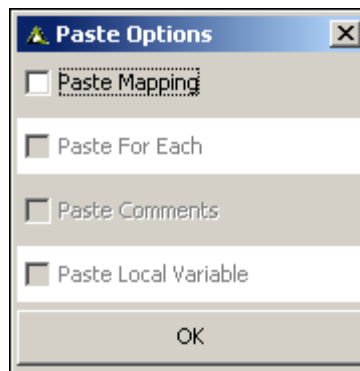 Paste Options
Paste Mapping
Paste For Each
Paste Comments
Paste Local Variable
OK